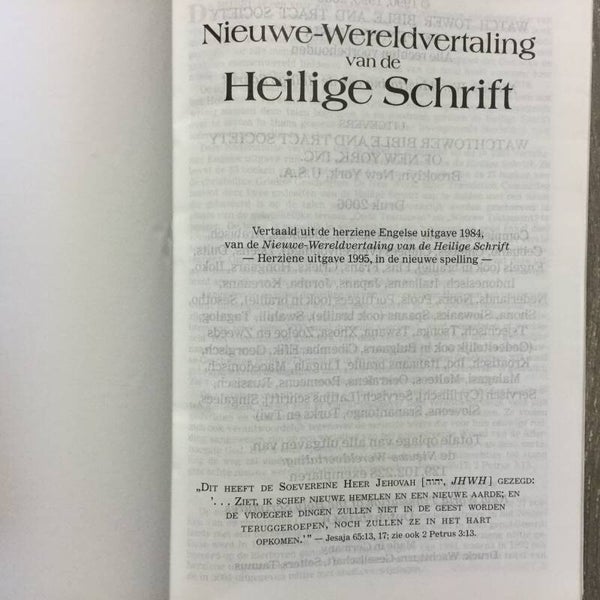 Nieuwe-Wereldvertaling
van de
Heilige Schrift
Vertaald uit de herziene Engelse uitgave 1984,
van de Nieuwe-Wereldvertaling van de Heilige Schrift
— Herziene uitgave 1995, in de nieuwe spelling —
„DIT HEEFT DE SOEVEREINE HEER JEHOVAH [יהוה, JHWH] GEZEGD:
'. . . ZIET, IK SCHEP NIEUWE HEMELEN EN EEN NIEUWE AARDE; EN
DE VROEGERE DINGEN ZULLEN NIET IN DE GEEST WORDEN
TERUGGEROEPEN, NOCH ZULLEN ZE IN HET HART
OPKOMEN.'” — Jesaja 65:13, 17; zie ook 2 Petrus 3:13.